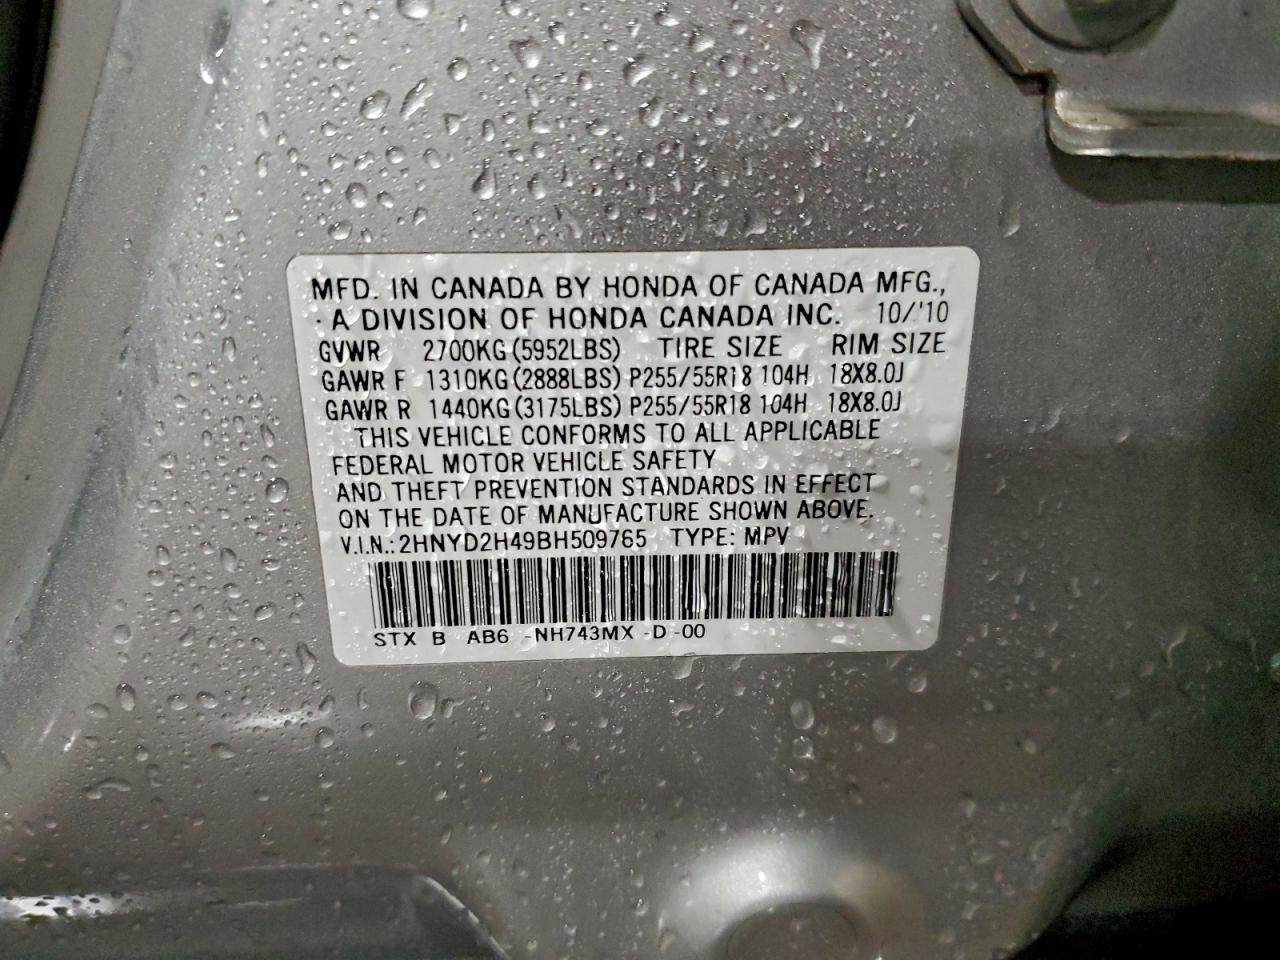 MFD. IN CANADA BY HONDA OF CANADA MFG.,
A DIVISION OF HONDA CANADA INC. 10/'10
GVWR 2700KG (5952LBS) TIRE SIZE RIM SIZE
GAWR F 1310KG (2888LBS) P255/55R18 104H 18X8.0J
GAWR R 1440KG (3175LBS) P255/55R18 104H 18X8.0J
THIS VEHICLE CONFORMS TO ALL APPLICABLE
FEDERAL MOTOR VEHICLE SAFETY
AND THEFT PREVENTION STANDARDS IN EFFECT
ON THE DATE OF MANUFACTURE SHOWN ABOVE.
V.I.N.: 2HNYD2H49BH509765 TYPE: MPV
STX B AB6 -NH743MX -D -00